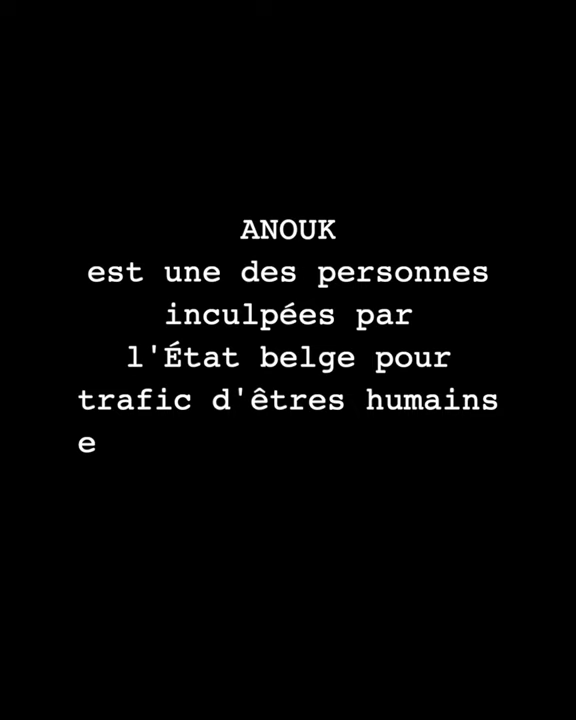 ANOUK
est une des personnes
inculpées par
l'État belge pour
trafic d'êtres humains
e